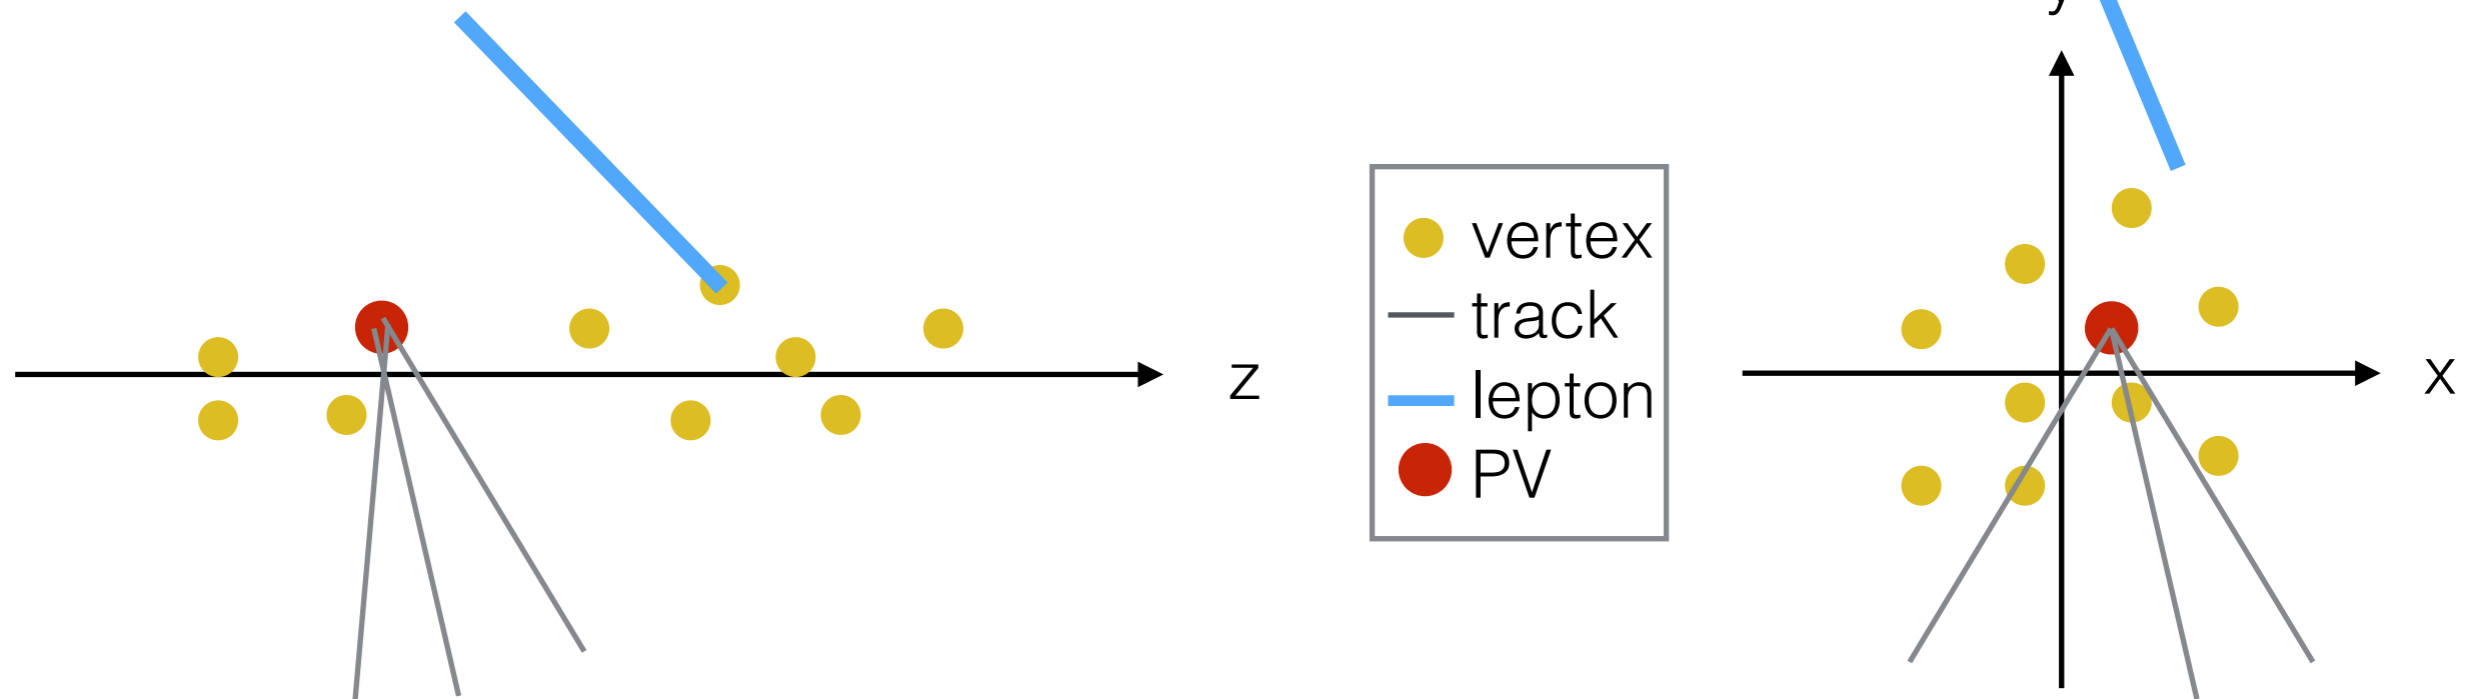 y
z
vertex
track
lepton
PV
x